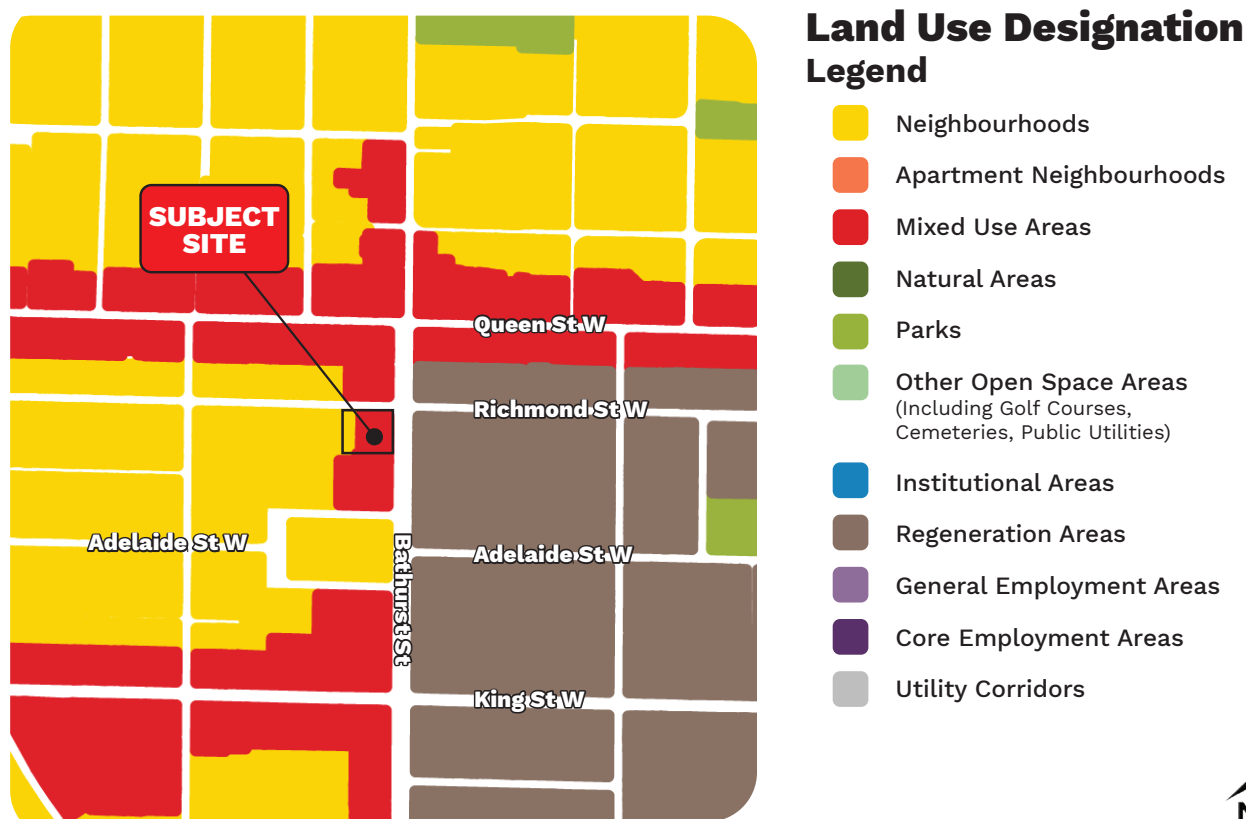 Land Use Designation
Legend
Neighbourhoods
Apartment Neighbourhoods
Mixed Use Areas
Natural Areas
Parks
Other Open Space Areas
(Including Golf Courses,
Cemeteries, Public Utilities)
Institutional Areas
Regeneration Areas
General Employment Areas
Core Employment Areas
Utility Corridors
SUBJECT
SITE
Queen St W
Richmond St W
Adelaide St W
Adelaide St W
Bathurst St
King St W
N